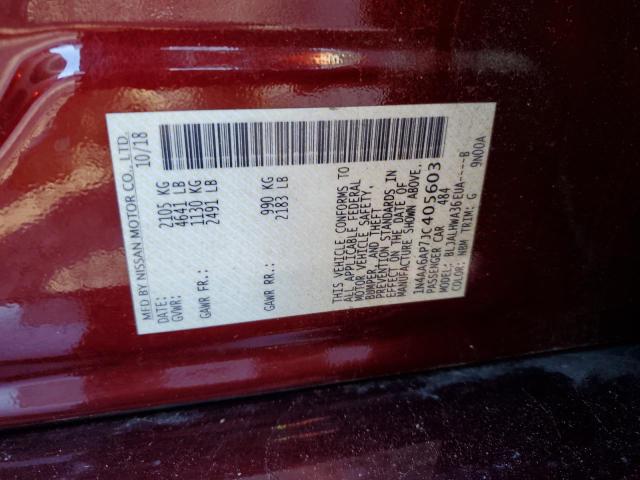 MFD BY NISSAN MOTOR CO., LTD.
DATE: 10/18
GVWR: 2105 KG
4641 LB
GAWR FR.: 1130 KG
2491 LB
GAWR RR.: 990 KG
2183 LB
THIS VEHICLE CONFORMS TO
ALL APPLICABLE FEDERAL
MOTOR VEHICLE SAFETY,
BUMPER, AND THEFT
PREVENTION STANDARDS IN
EFFECT ON THE DATE OF
MANUFACTURE SHOWN ABOVE.
1N4AA6AP7JC405603
PASSENGER CAR 484
MODEL: BLJALHWA36EUA-----B
COLOR: NBM TRIM: G 9N00A